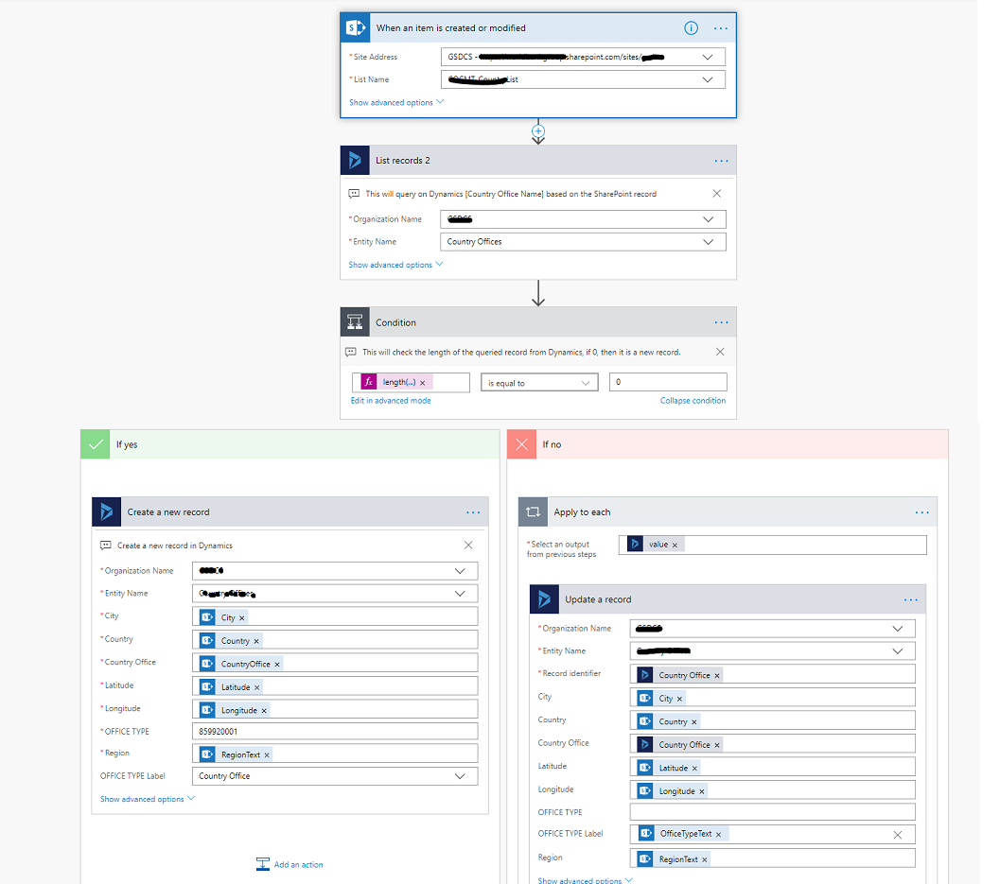 When an item is created or modified
* Site Address
GSDCS - sharepoint.com/sites/
* List Name
List
Show advanced options
List records 2
This will query on Dynamics [Country Office Name] based on the SharePoint record
* Organization Name
* Entity Name
Country Offices
Show advanced options
Condition
This will check the length of the queried record from Dynamics, if 0, then it is a new record.
fx length(...) ×
is equal to
0
Edit in advanced mode
Collapse condition
If yes
Create a new record
Create a new record in Dynamics
* Organization Name
* Entity Name
* City
City ×
* Country
Country ×
* Country Office
CountryOffice ×
* Latitude
Latitude ×
* Longitude
Longitude ×
* OFFICE TYPE
859920001
* Region
RegionText ×
OFFICE TYPE Label
Country Office
Show advanced options
Add an action
If no
Apply to each
* Select an output
from previous steps
value ×
Update a record
* Organization Name
* Entity Name
* Record identifier
Country Office ×
City
City ×
Country
Country ×
Country Office
Country Office ×
Latitude
Latitude ×
Longitude
Longitude ×
OFFICE TYPE
OFFICE TYPE Label
OfficeTypeText ×
Region
RegionText ×
Show advanced options